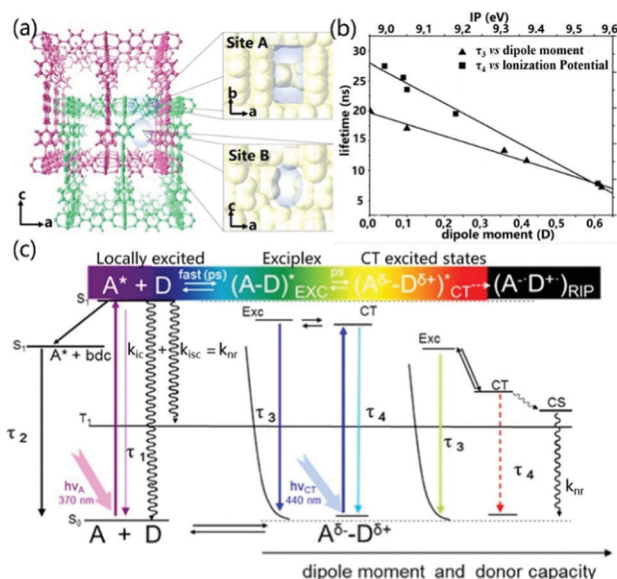 (a)
Site A
b
a
Site B
c
a
c
a
(b)
IP (eV)
9,0 9,1 9,2 9,3 9,4 9,5 9,6
τ₃ vs dipole moment
τ₄ vs Ionization Potential
lifetime (ns)
30
25
20
15
10
5
0
0,0 0,1 0,2 0,3 0,4 0,5 0,6
dipole moment (D)
(c)
Locally excited Exciplex CT excited states
A* + D fast (ps) (A-D)*EXC ps (Aδ--Dδ+)*CT (A-·D+·)RIP
S₁
Exc CT
S₁ A* + bdc
kic + kisc = knr
Exc
CT
CS
τ₂
T₁
τ₁
τ₃
τ₄
τ₃
τ₄
knr
hνA
370 nm
hνCT
440 nm
S₀
A + D
Aδ--Dδ+
dipole moment and donor capacity